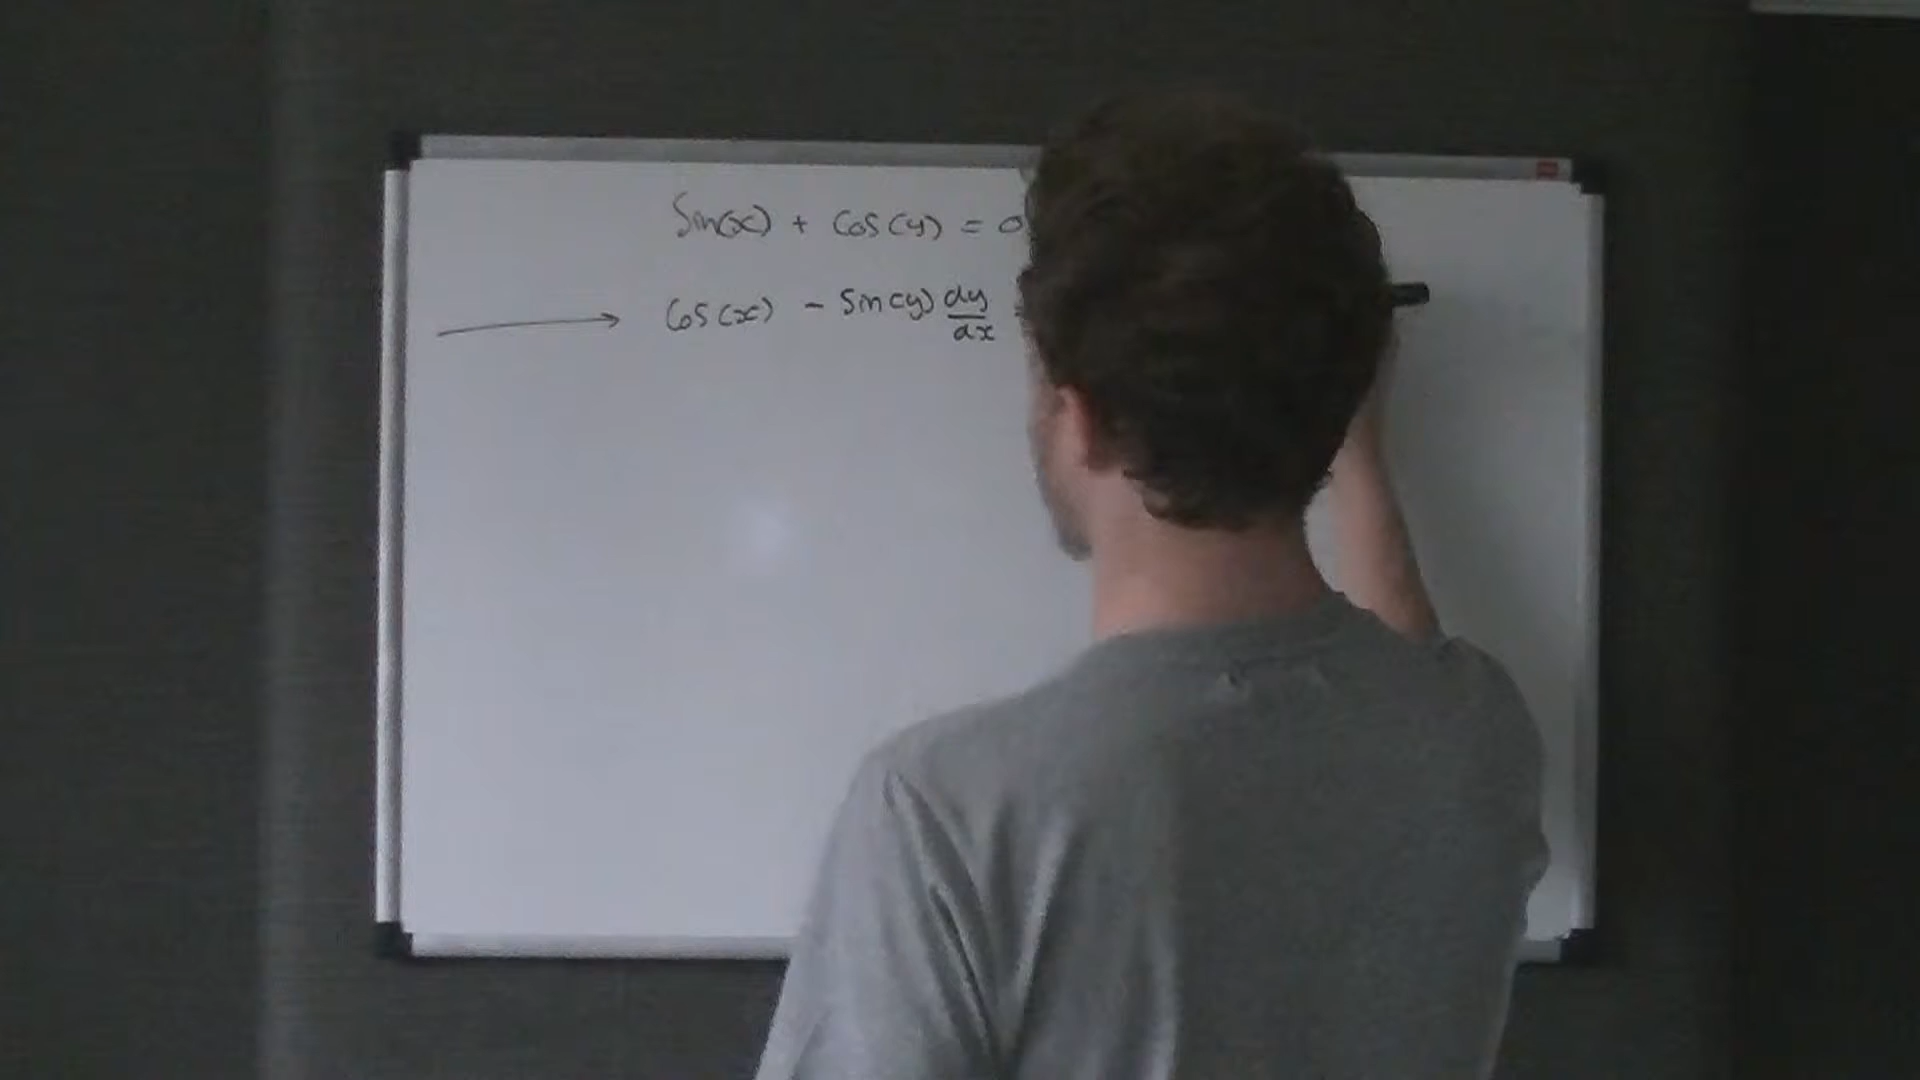 Sin(x) + Cos(y) = 0
Cos(x) - Sin(y) dy/dx =